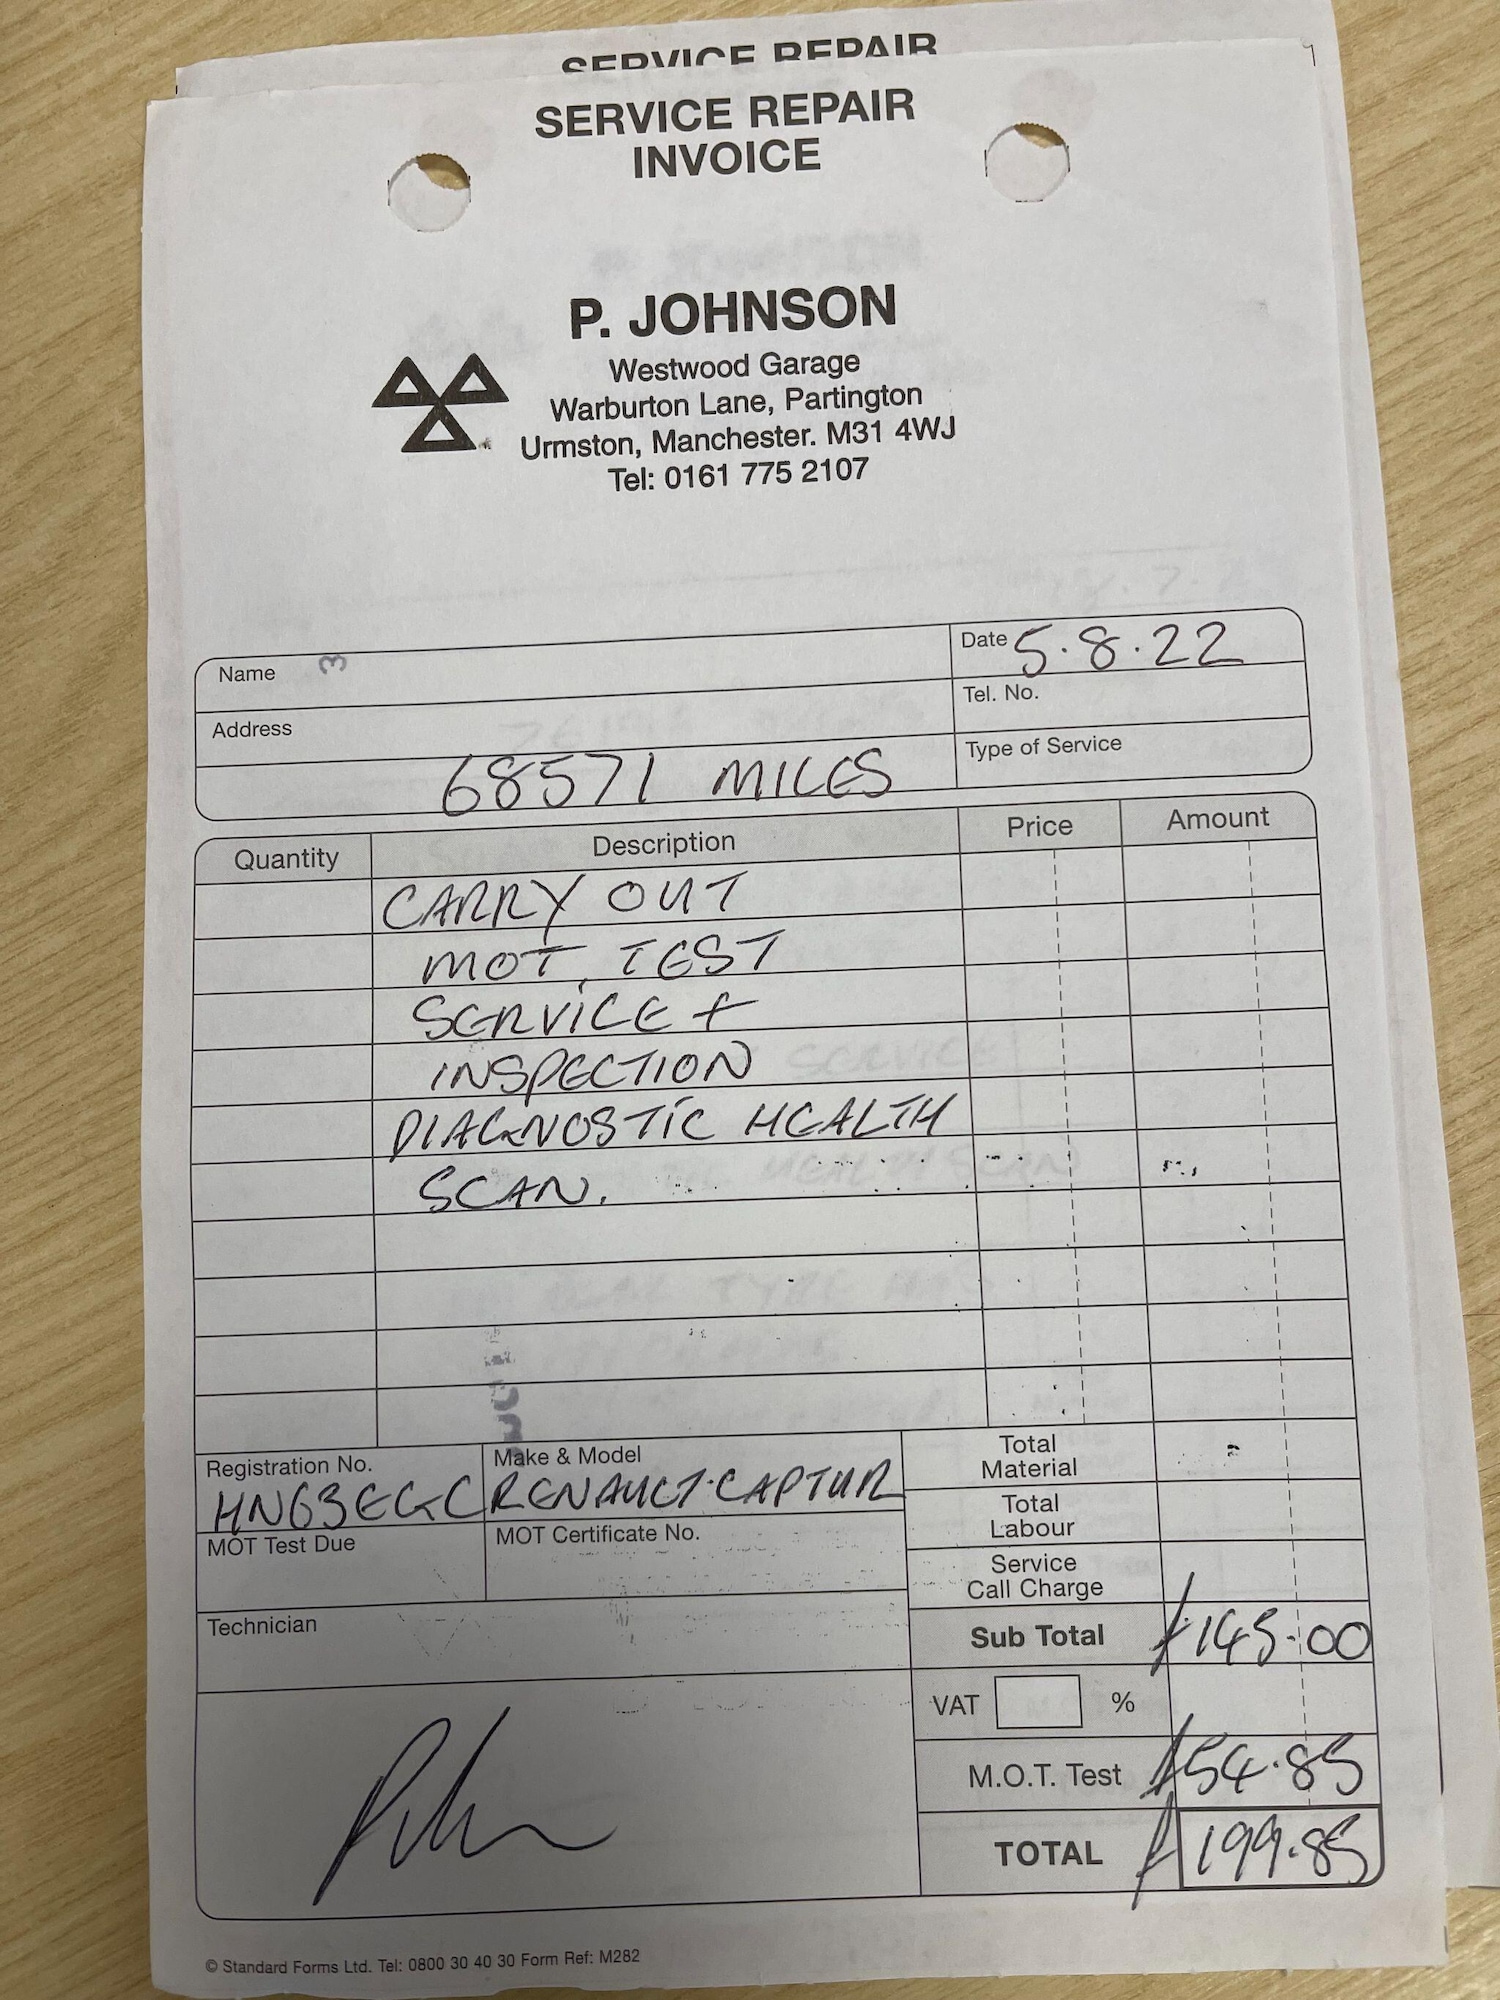 SERVICE REPAIR
SERVICE REPAIR
INVOICE
P. JOHNSON
Westwood Garage
Warburton Lane, Partington
Urmston, Manchester. M31 4WJ
Tel: 0161 775 2107
Name 3
Date 5.8.22
Address
Tel. No.
68571 MILES
Type of Service
Quantity Description Price Amount
CARRY OUT
MOT TEST
SERVICE +
INSPECTION
DIAGNOSTIC HEALTH
SCAN.
Registration No. Make & Model
HN63EGC RENAULT CAPTUR
Total Material
MOT Test Due MOT Certificate No.
Total Labour
Service Call Charge
Technician
Sub Total £145.00
VAT %
M.O.T. Test £54.85
TOTAL £199.85
© Standard Forms Ltd. Tel: 0800 30 40 30 Form Ref: M282